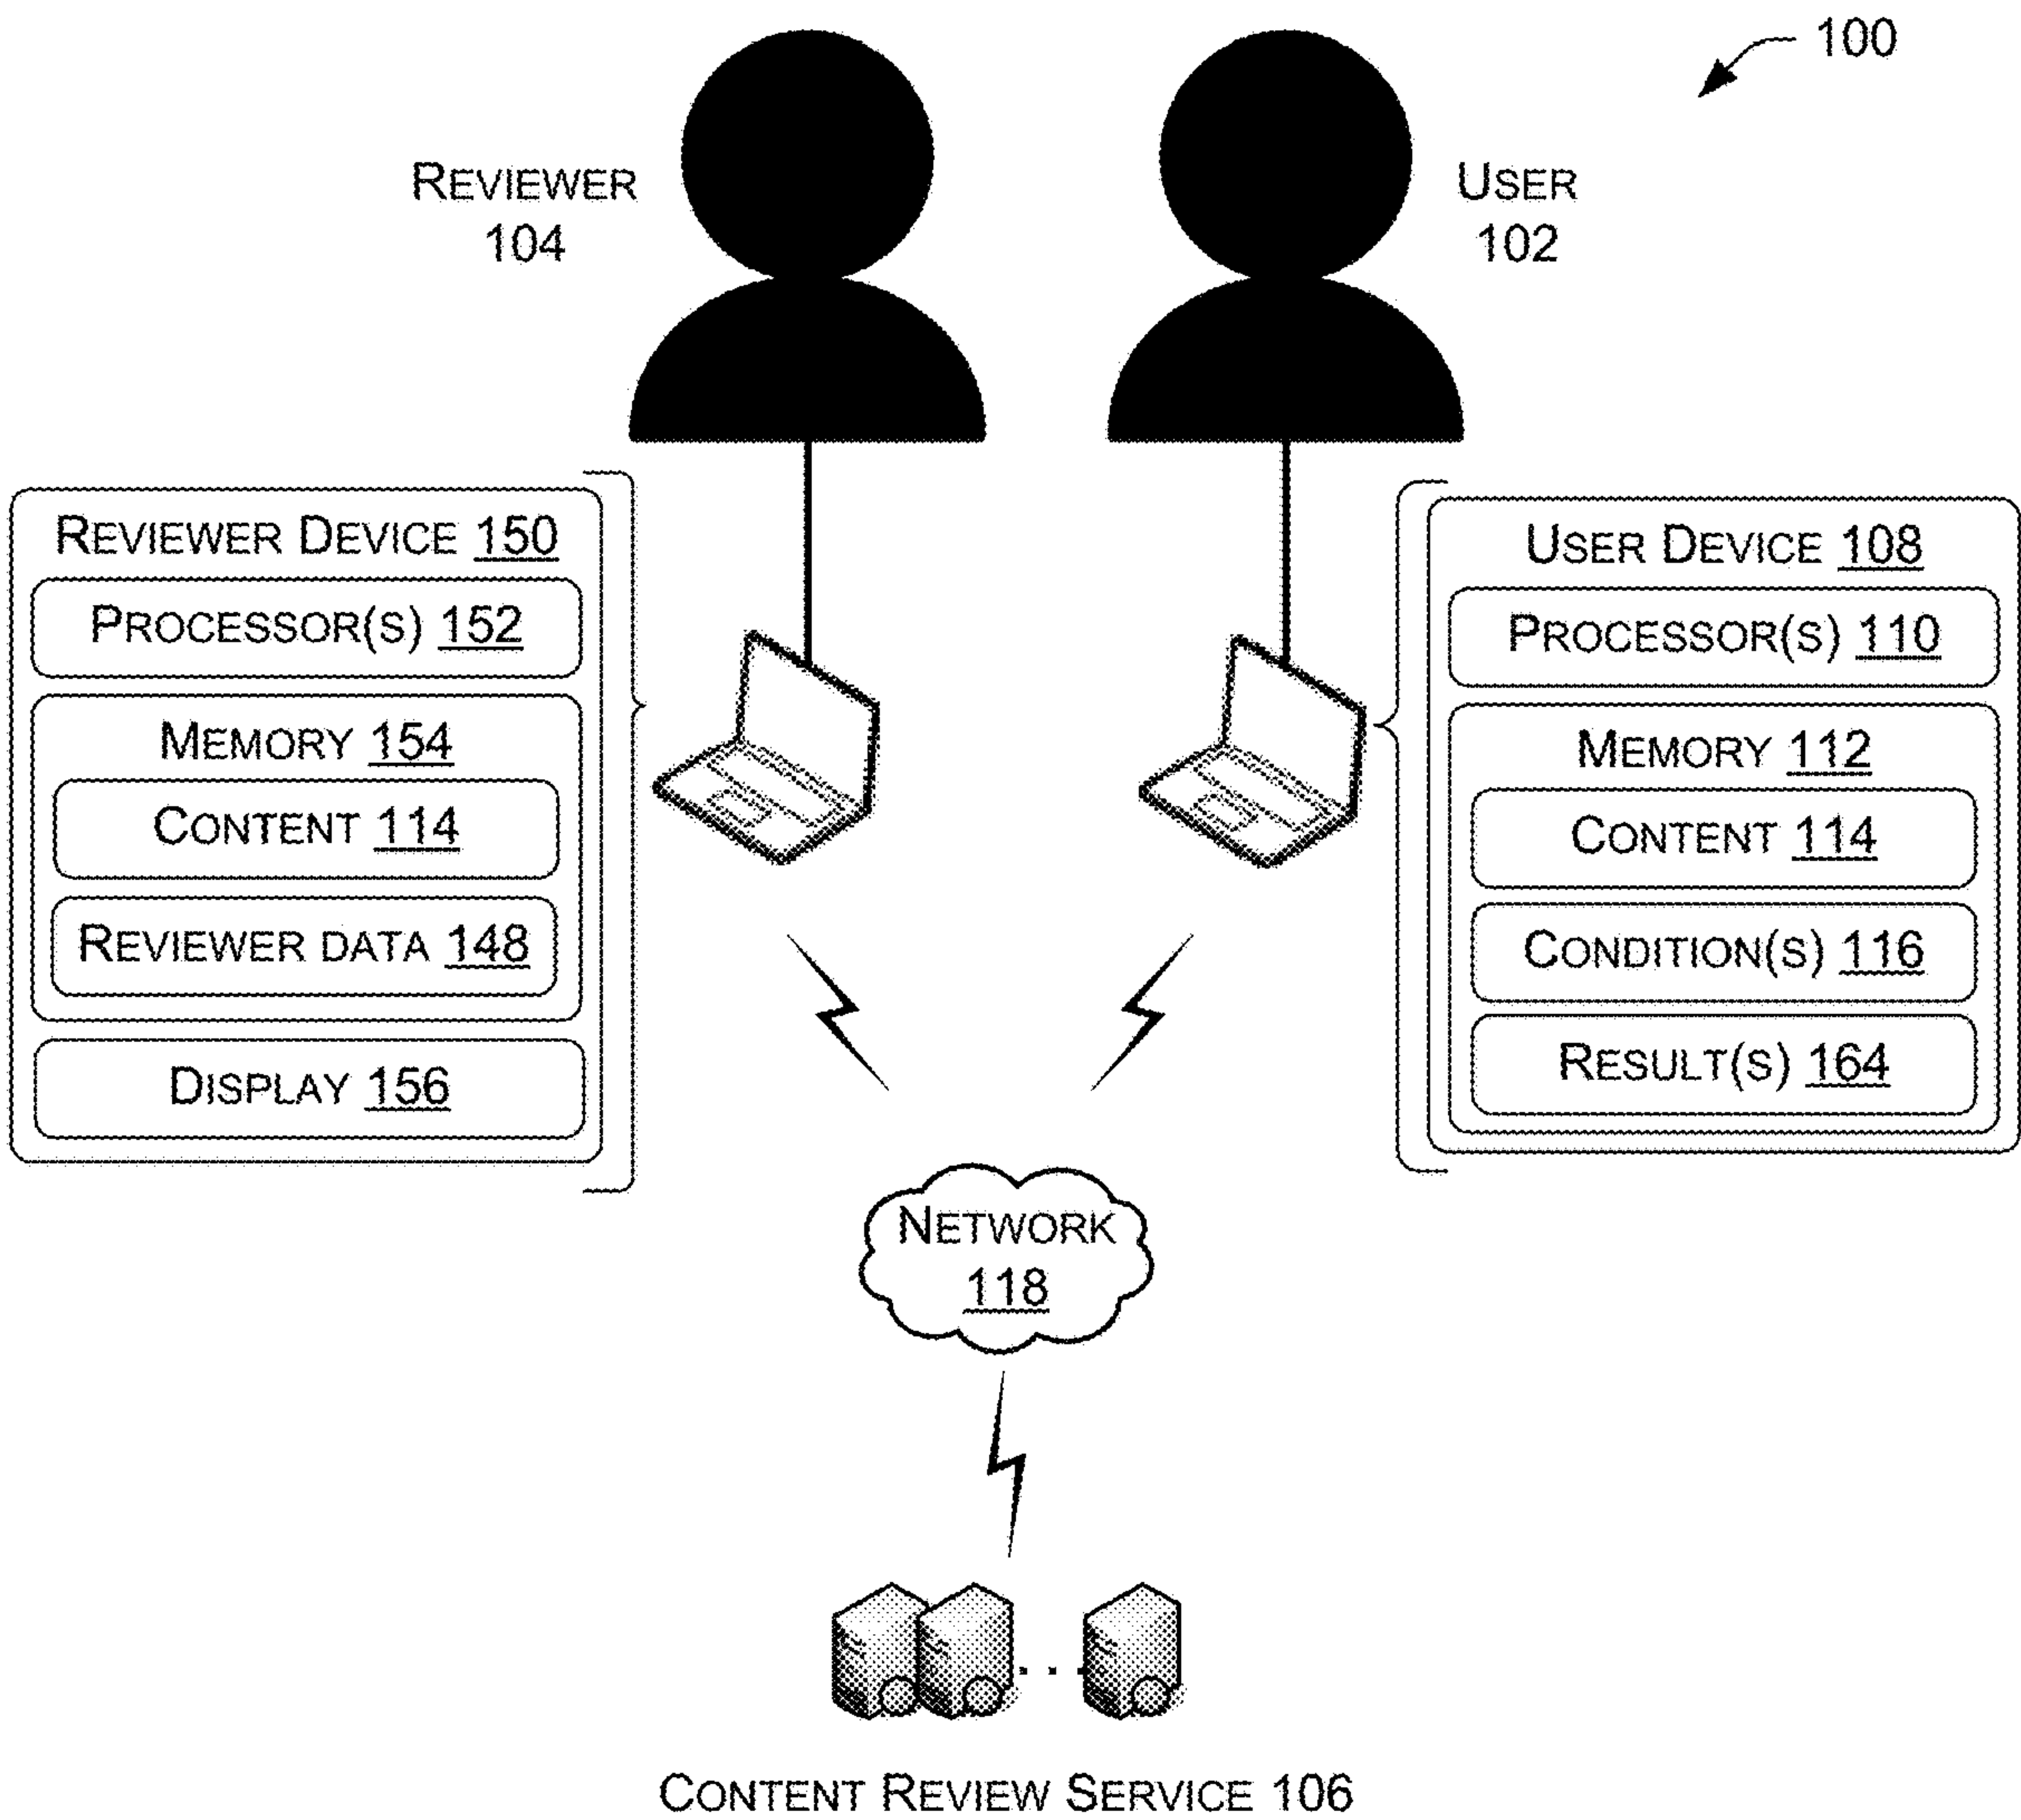 100
REVIEWER
104
USER
102
REVIEWER DEVICE 150
PROCESSOR(S) 152
MEMORY 154
CONTENT 114
REVIEWER DATA 148
DISPLAY 156
USER DEVICE 108
PROCESSOR(S) 110
MEMORY 112
CONTENT 114
CONDITION(S) 116
RESULT(S) 164
NETWORK
118
CONTENT REVIEW SERVICE 106